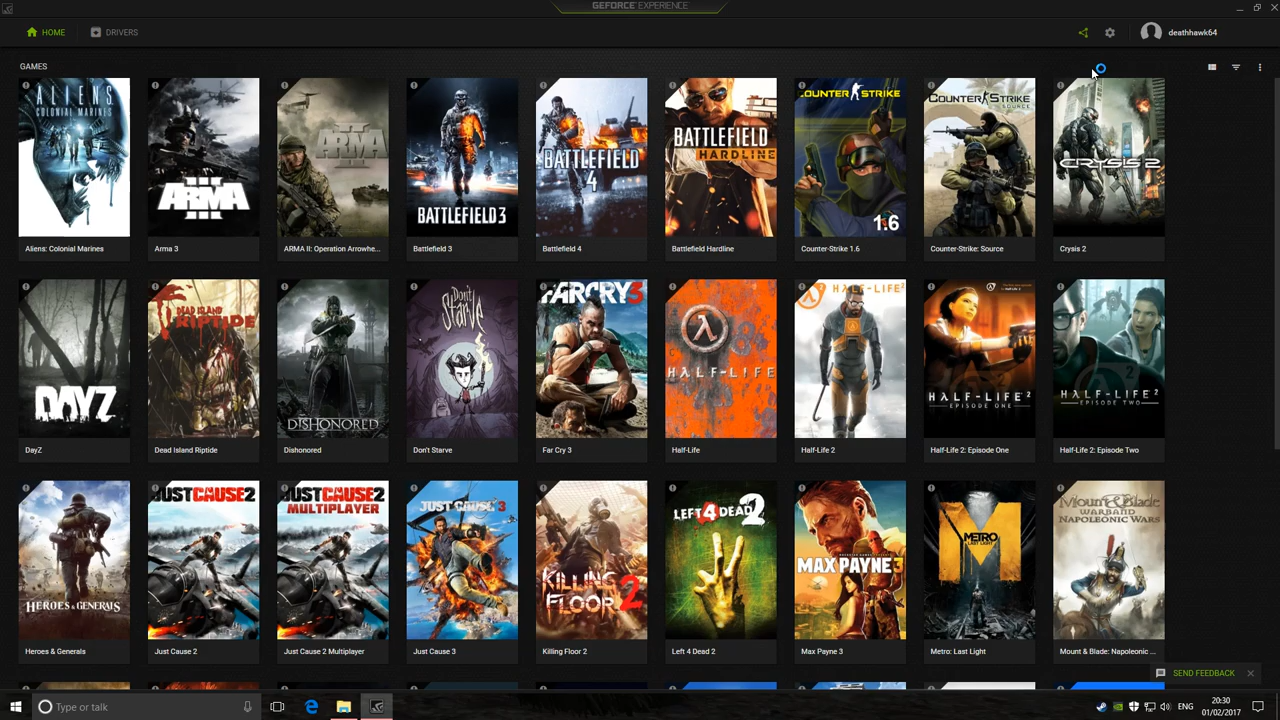 GEFORCE EXPERIENCE
HOME
DRIVERS
deathhawk64
GAMES
ALIENS
COLONIAL MARINES
ARMA
III
ARMA
II
BATTLEFIELD 3
BATTLEFIELD
4
BATTLEFIELD
HARDLINE
COUNTER STRIKE
1.6
COUNTER STRIKE
SOURCE
CRYSIS 2
Aliens: Colonial Marines
Arma 3
ARMA II: Operation Arrowhe...
Battlefield 3
Battlefield 4
Battlefield Hardline
Counter-Strike 1.6
Counter-Strike: Source
Crysis 2
DAYZ
DEAD ISLAND
RIPTIDE
DISHONORED
Don't
Starve
FARCRY3
HALF-LIFE
HALF-LIFE²
HALF-LIFE²
EPISODE ONE
HALF-LIFE²
EPISODE TWO
DayZ
Dead Island Riptide
Dishonored
Don't Starve
Far Cry 3
Half-Life
Half-Life 2
Half-Life 2: Episode One
Half-Life 2: Episode Two
HEROES & GENERALS
JUST CAUSE 2
JUST CAUSE 2
MULTIPLAYER
JUST CAUSE 3
KILLING
FLOOR 2
LEFT 4 DEAD 2
MAX PAYNE 3
METRO
LAST LIGHT
Mount & Blade
WARBAND
NAPOLEONIC WARS
Heroes & Generals
Just Cause 2
Just Cause 2 Multiplayer
Just Cause 3
Killing Floor 2
Left 4 Dead 2
Max Payne 3
Metro: Last Light
Mount & Blade: Napoleonic ...
SEND FEEDBACK
Type or talk
ENG
20:30
01/02/2017